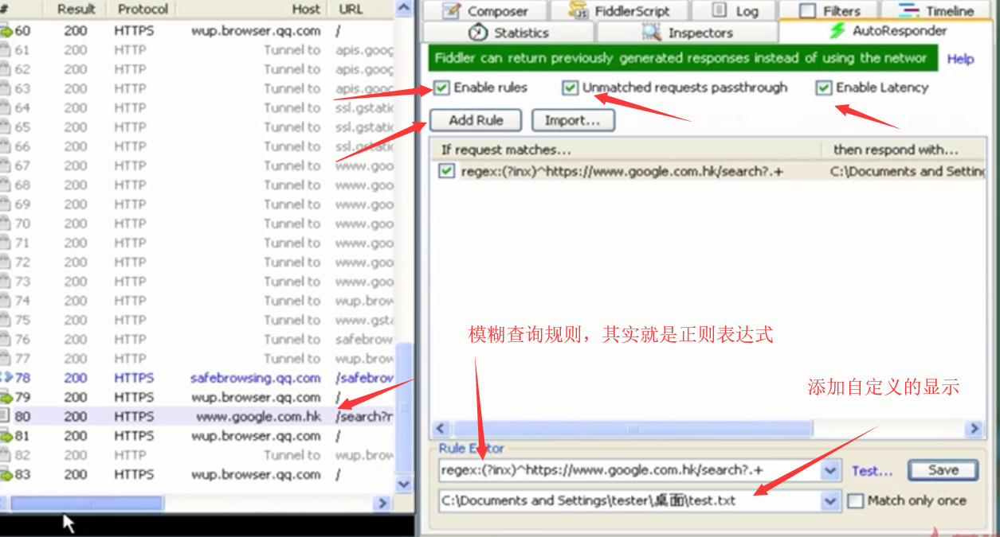 # Result Protocol Host URL
60 200 HTTPS wup.browser.qq.com /
61 200 HTTP Tunnel to apis.goog
62 200 HTTP Tunnel to apis.goog
63 200 HTTP Tunnel to apis.goog
64 200 HTTP Tunnel to ssl.gstatic
65 200 HTTP Tunnel to ssl.gstatic
66 200 HTTP Tunnel to ssl.gstatic
67 200 HTTP Tunnel to www.goo
68 200 HTTP Tunnel to www.goo
69 200 HTTP Tunnel to www.goo
70 200 HTTP Tunnel to www.goo
71 200 HTTP Tunnel to www.goo
72 200 HTTP Tunnel to www.goo
73 200 HTTP Tunnel to www.goo
74 200 HTTP Tunnel to wup.brow
75 200 HTTP Tunnel to www.gsta
76 200 HTTP Tunnel to safebrow
77 200 HTTP Tunnel to wup.brow
78 200 HTTPS safebrowsing.qq.com /safebrow
79 200 HTTPS wup.browser.qq.com /
80 200 HTTPS www.google.com.hk /search?r
81 200 HTTPS wup.browser.qq.com /
82 200 HTTP Tunnel to wup.brow
83 200 HTTPS wup.browser.qq.com /
Composer FiddlerScript Log Filters Timeline
Statistics Inspectors AutoResponder
Fiddler can return previously generated responses instead of using the networ Help
Enable rules Unmatched requests passthrough Enable Latency
Add Rule Import...
If request matches... then respond with...
regex:(?inx)^https://www.google.com.hk/search?.+ C:\Documents and Setting
模糊查询规则，其实就是正则表达式
添加自定义的显示
Rule Editor
regex:(?inx)^https://www.google.com.hk/search?.+ Test... Save
C:\Documents and Settings\tester\桌面\test.txt Match only once